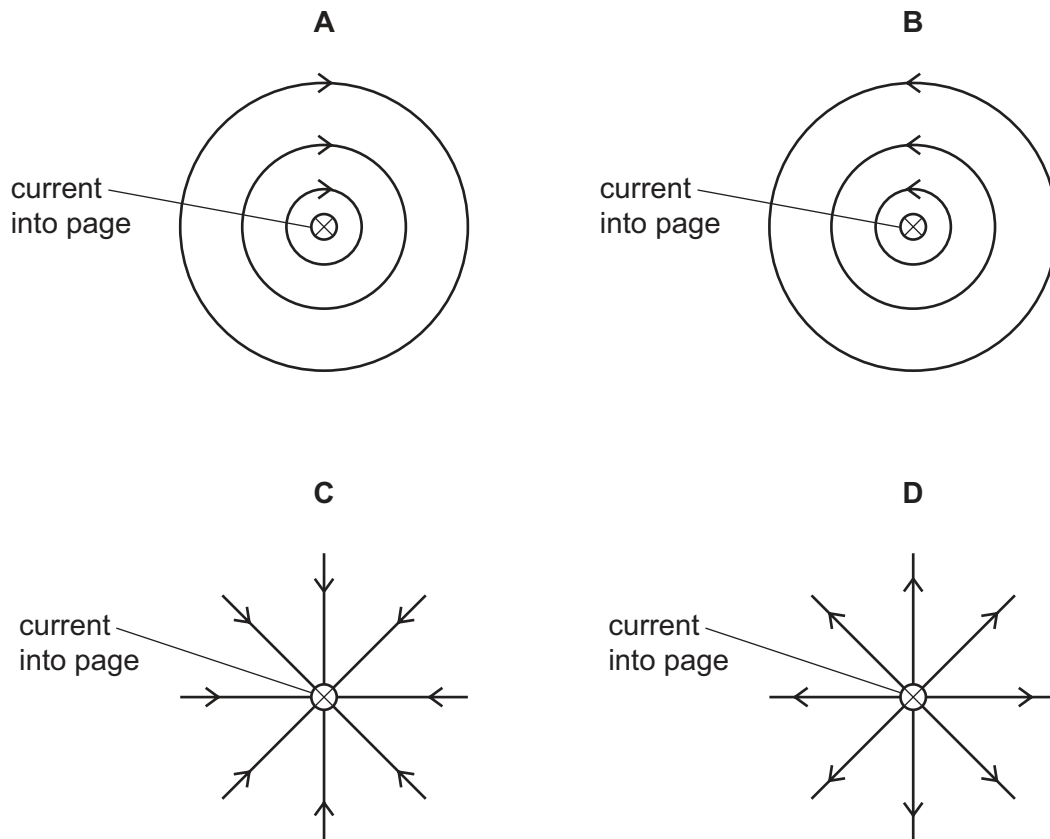 A
B
current
into page
current
into page
C
D
current
into page
current
into page